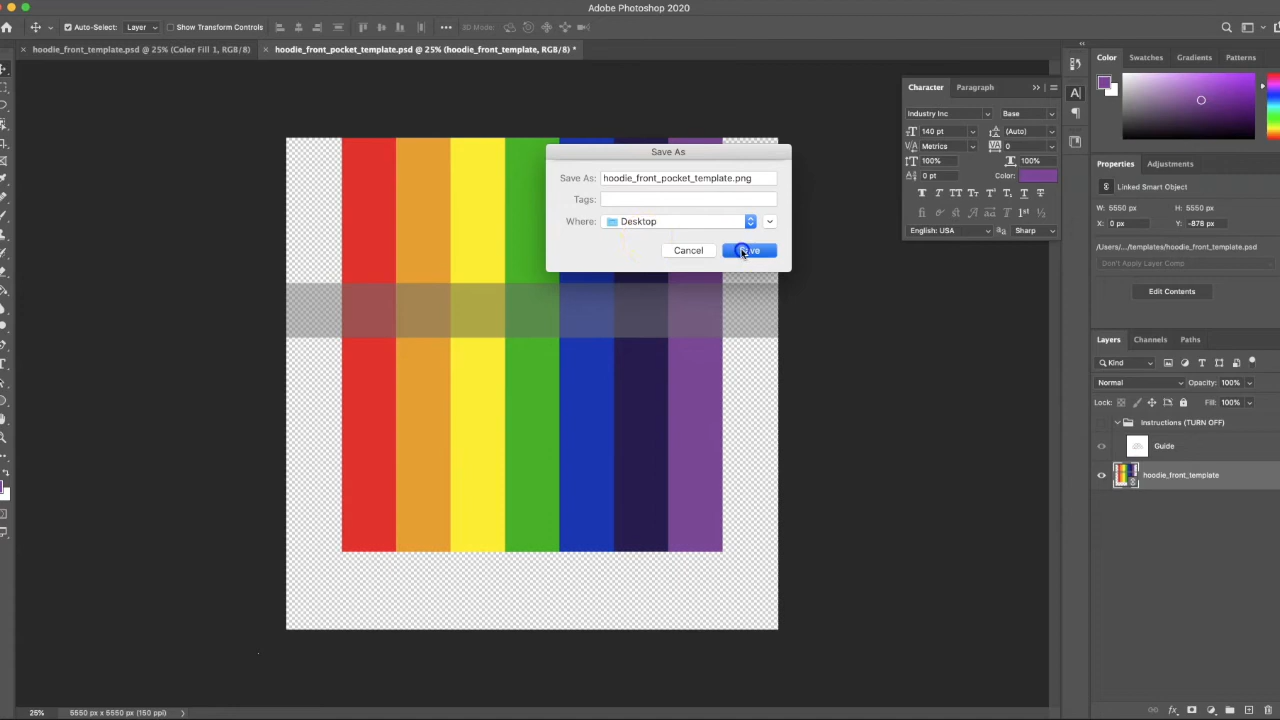 Adobe Photoshop 2020
Auto-Select: Layer Show Transform Controls 3D Mode:
hoodie_front_template.psd @ 25% (Color Fill 1, RGB/8) hoodie_front_pocket_template.psd @ 25% (hoodie_front_template, RGB/8) *
Color Swatches Gradients Patterns
Character Paragraph
Industry Inc Base
140 pt (Auto)
Metrics 0
100% 100%
0 pt Color:
English: USA Sharp
Save As
Save As: hoodie_front_pocket_template.png
Tags:
Where: Desktop
Cancel
Properties Adjustments
Linked Smart Object
W: 5550 px H: 5550 px
X: 0 px Y: -878 px
/Users/.../templates/hoodie_front_template.psd
Don't Apply Layer Comp
Edit Contents
Layers Channels Paths
Kind
Normal Opacity: 100%
Lock: Fill: 100%
Instructions (TURN OFF)
Guide
hoodie_front_template
25% 5550 px x 5550 px (150 ppi)